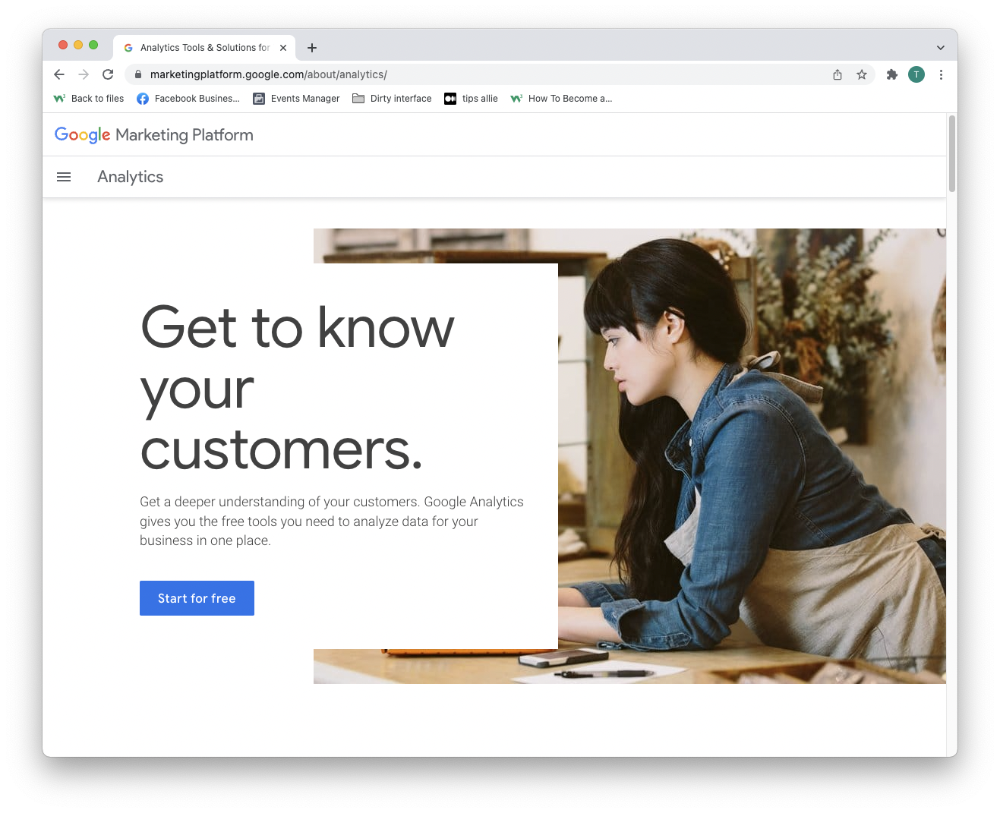 Analytics Tools & Solutions for
marketingplatform.google.com/about/analytics/
T
Back to files
Facebook Busines...
Events Manager
Dirty interface
tips allie
How To Become a...
Google Marketing Platform
Analytics
Get to know
your
customers.
Get a deeper understanding of your customers. Google Analytics
gives you the free tools you need to analyze data for your
business in one place.
Start for free